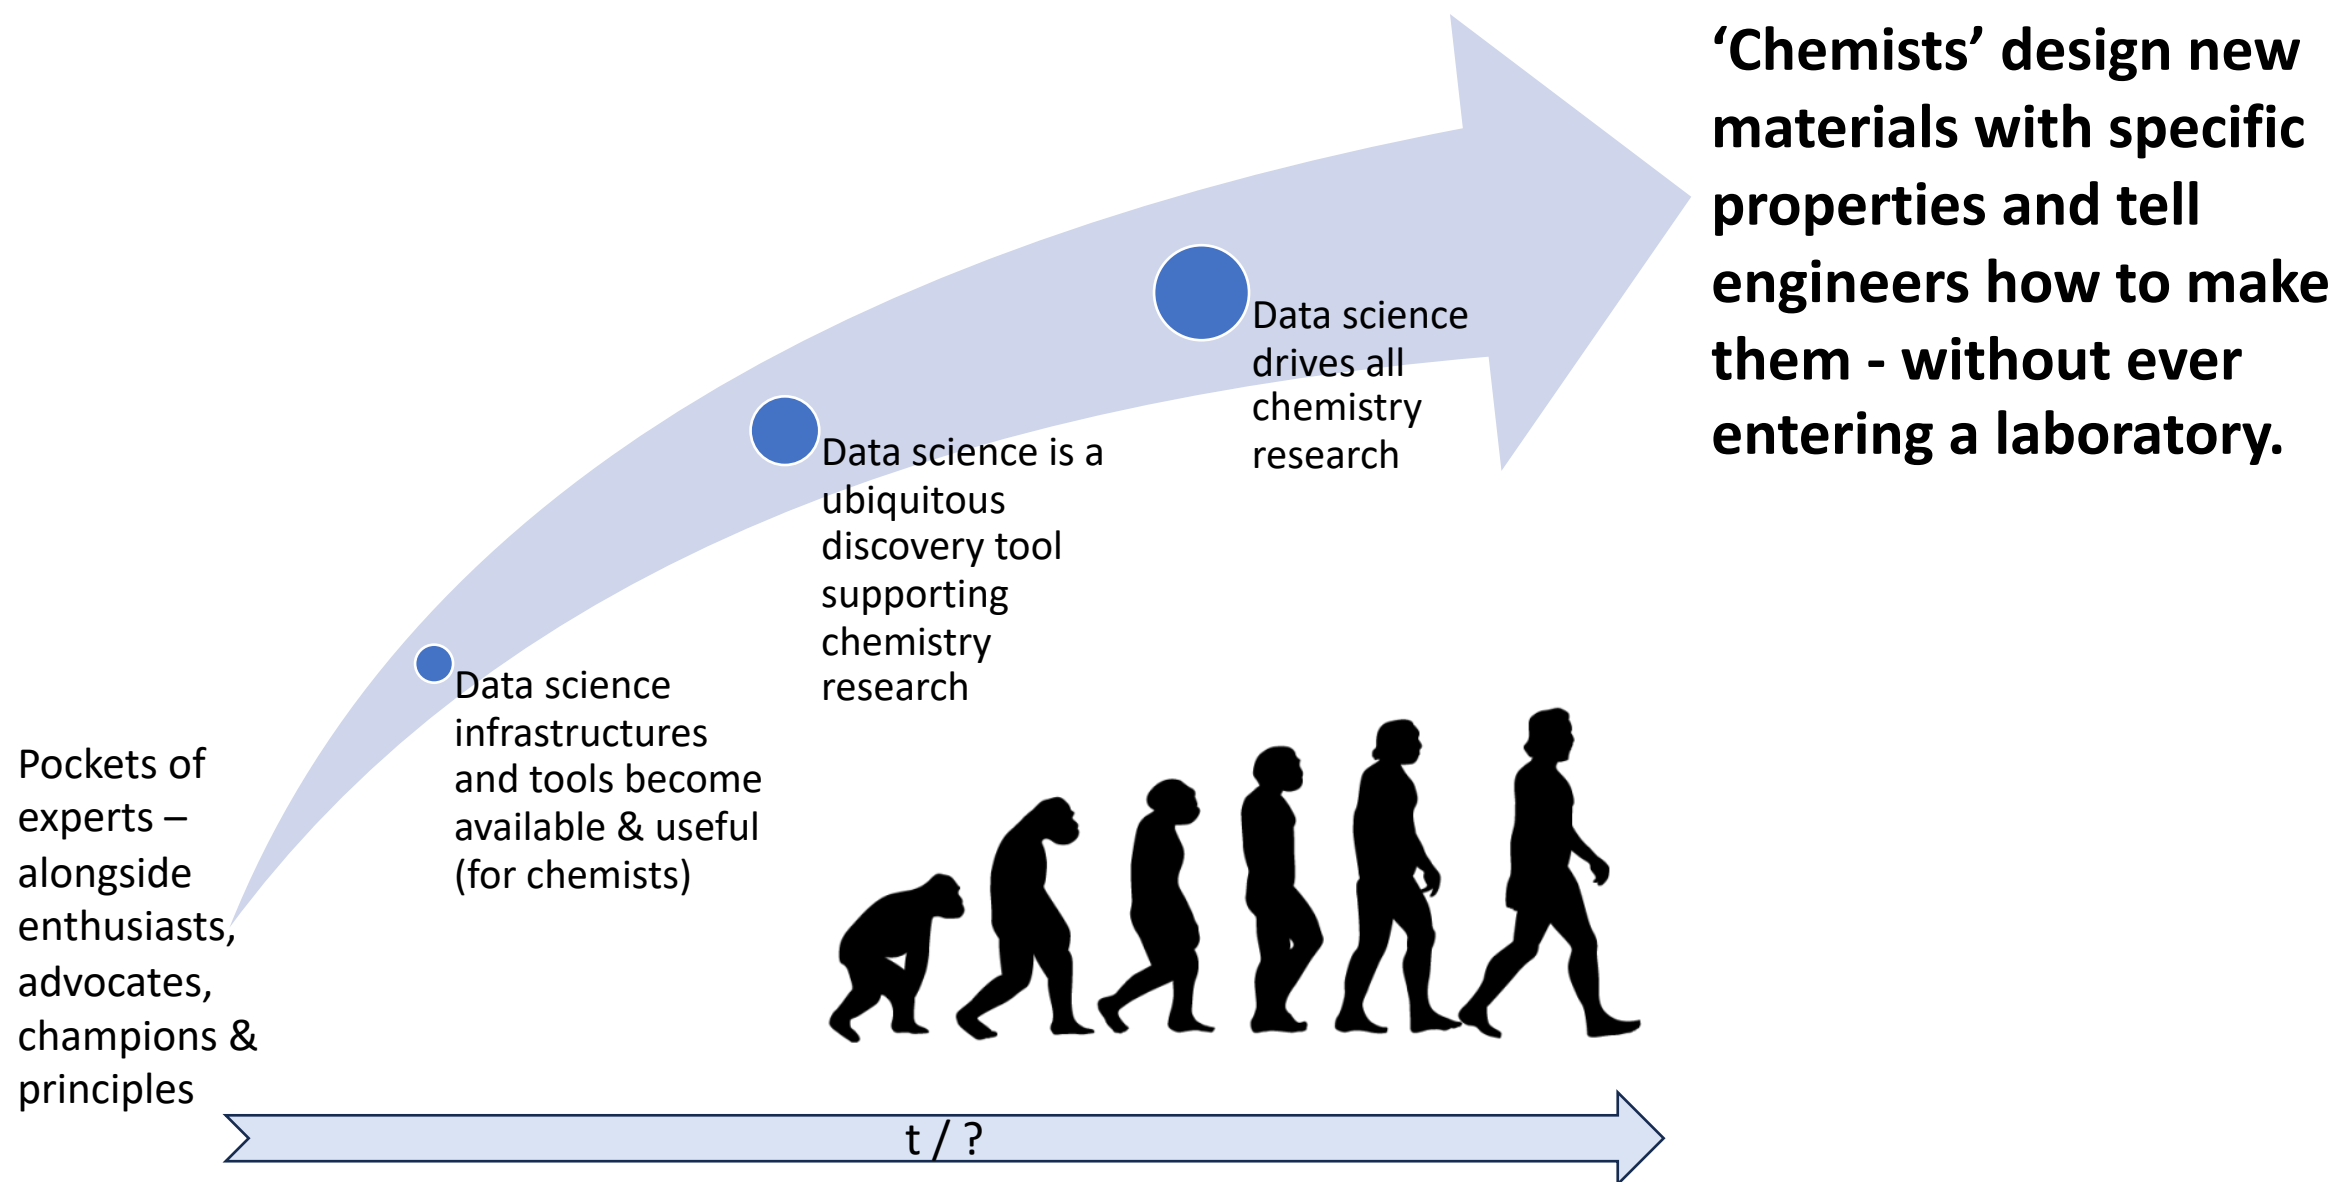 ‘Chemists’ design new
materials with specific
properties and tell
engineers how to make
them - without ever
entering a laboratory.
Data science
drives all
chemistry
research
Data science is a
ubiquitous
discovery tool
supporting
chemistry
research
Data science
infrastructures
and tools become
available & useful
(for chemists)
Pockets of
experts –
alongside
enthusiasts,
advocates,
champions &
principles
t / ?